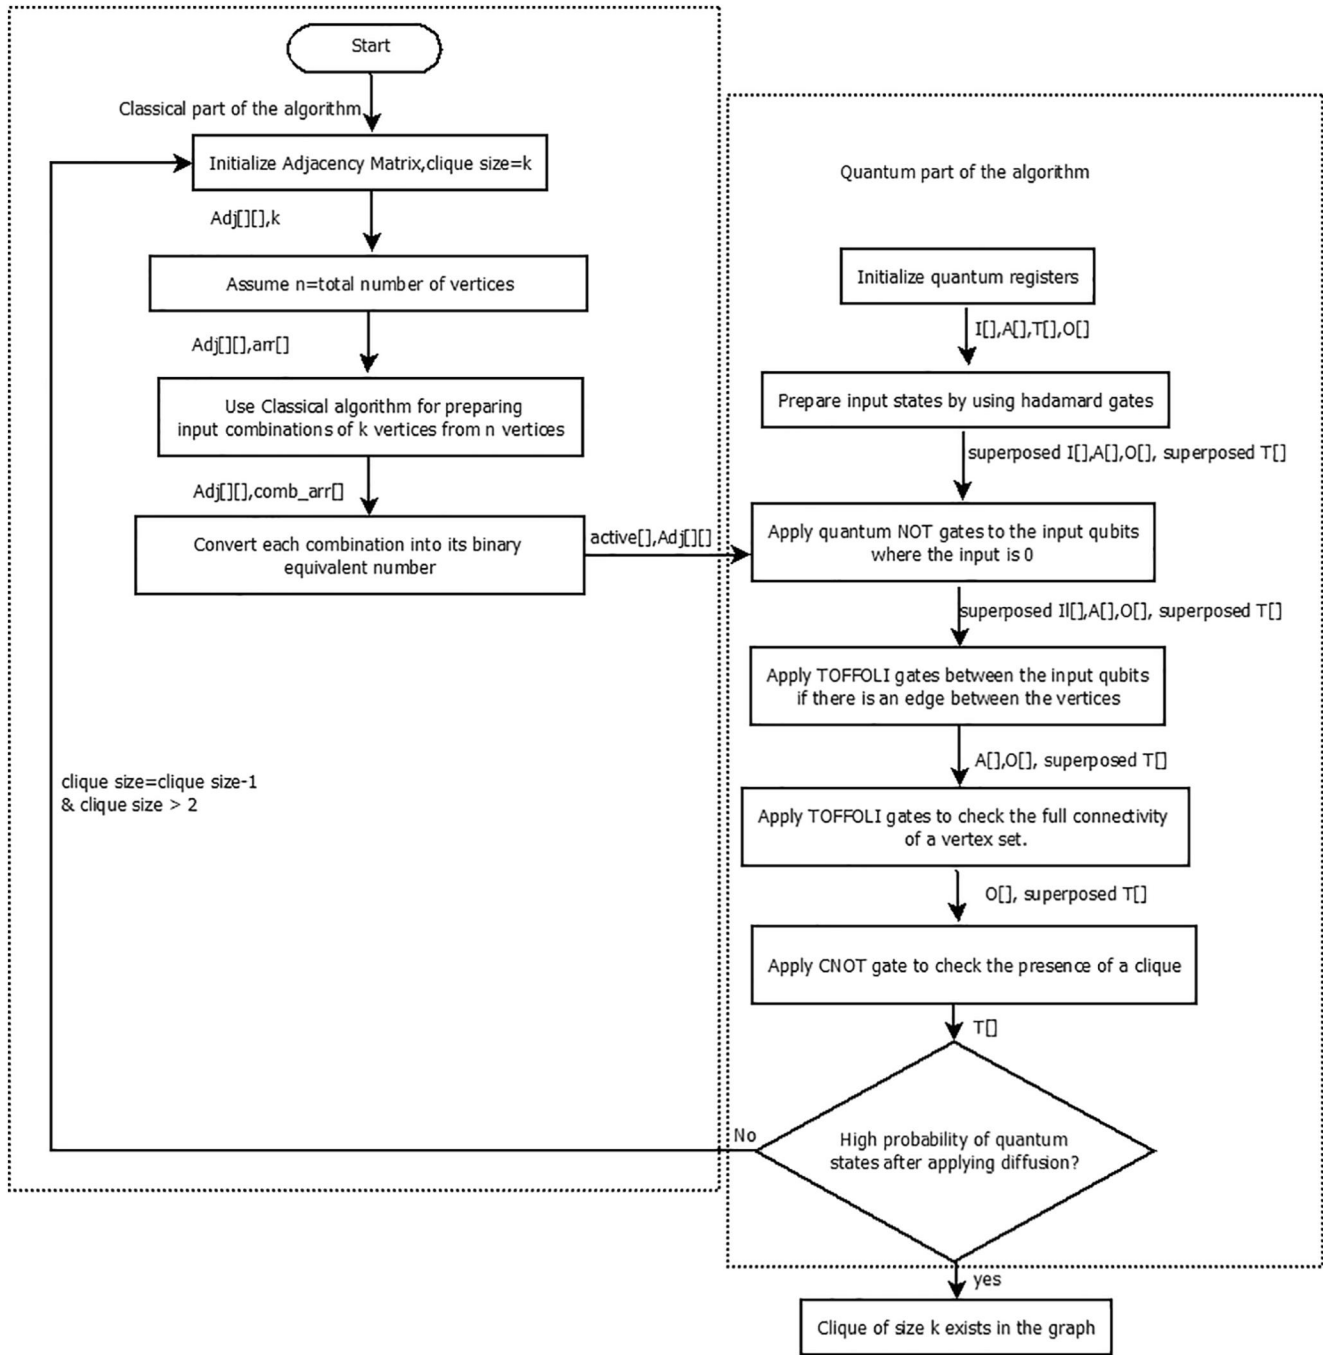 Start
Classical part of the algorithm
Initialize Adjacency Matrix,clique size=k
Adj[][],k
Assume n=total number of vertices
Adj[][],arr[]
Use Classical algorithm for preparing
input combinations of k vertices from n vertices
Adj[][],comb_arr[]
Convert each combination into its binary
equivalent number
active[],Adj[][]
clique size=clique size-1
& clique size > 2
Quantum part of the algorithm
Initialize quantum registers
I[],A[],T[],O[]
Prepare input states by using hadamard gates
superposed I[],A[],O[], superposed T[]
Apply quantum NOT gates to the input qubits
where the input is 0
superposed Il[],A[],O[], superposed T[]
Apply TOFFOLI gates between the input qubits
if there is an edge between the vertices
A[],O[], superposed T[]
Apply TOFFOLI gates to check the full connectivity
of a vertex set.
O[], superposed T[]
Apply CNOT gate to check the presence of a clique
T[]
No
High probability of quantum
states after applying diffusion?
yes
Clique of size k exists in the graph